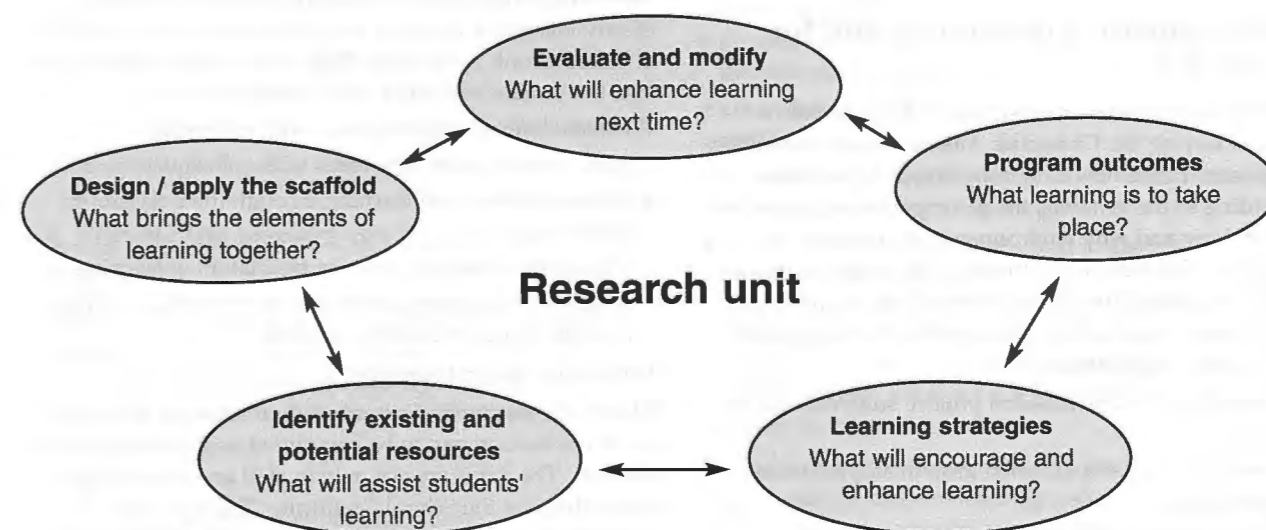 Evaluate and modify
What will enhance learning
next time?
Design / apply the scaffold
What brings the elements of
learning together?
Program outcomes
What learning is to take
place?
Research unit
Identify existing and
potential resources
What will assist students'
learning?
Learning strategies
What will encourage and
enhance learning?